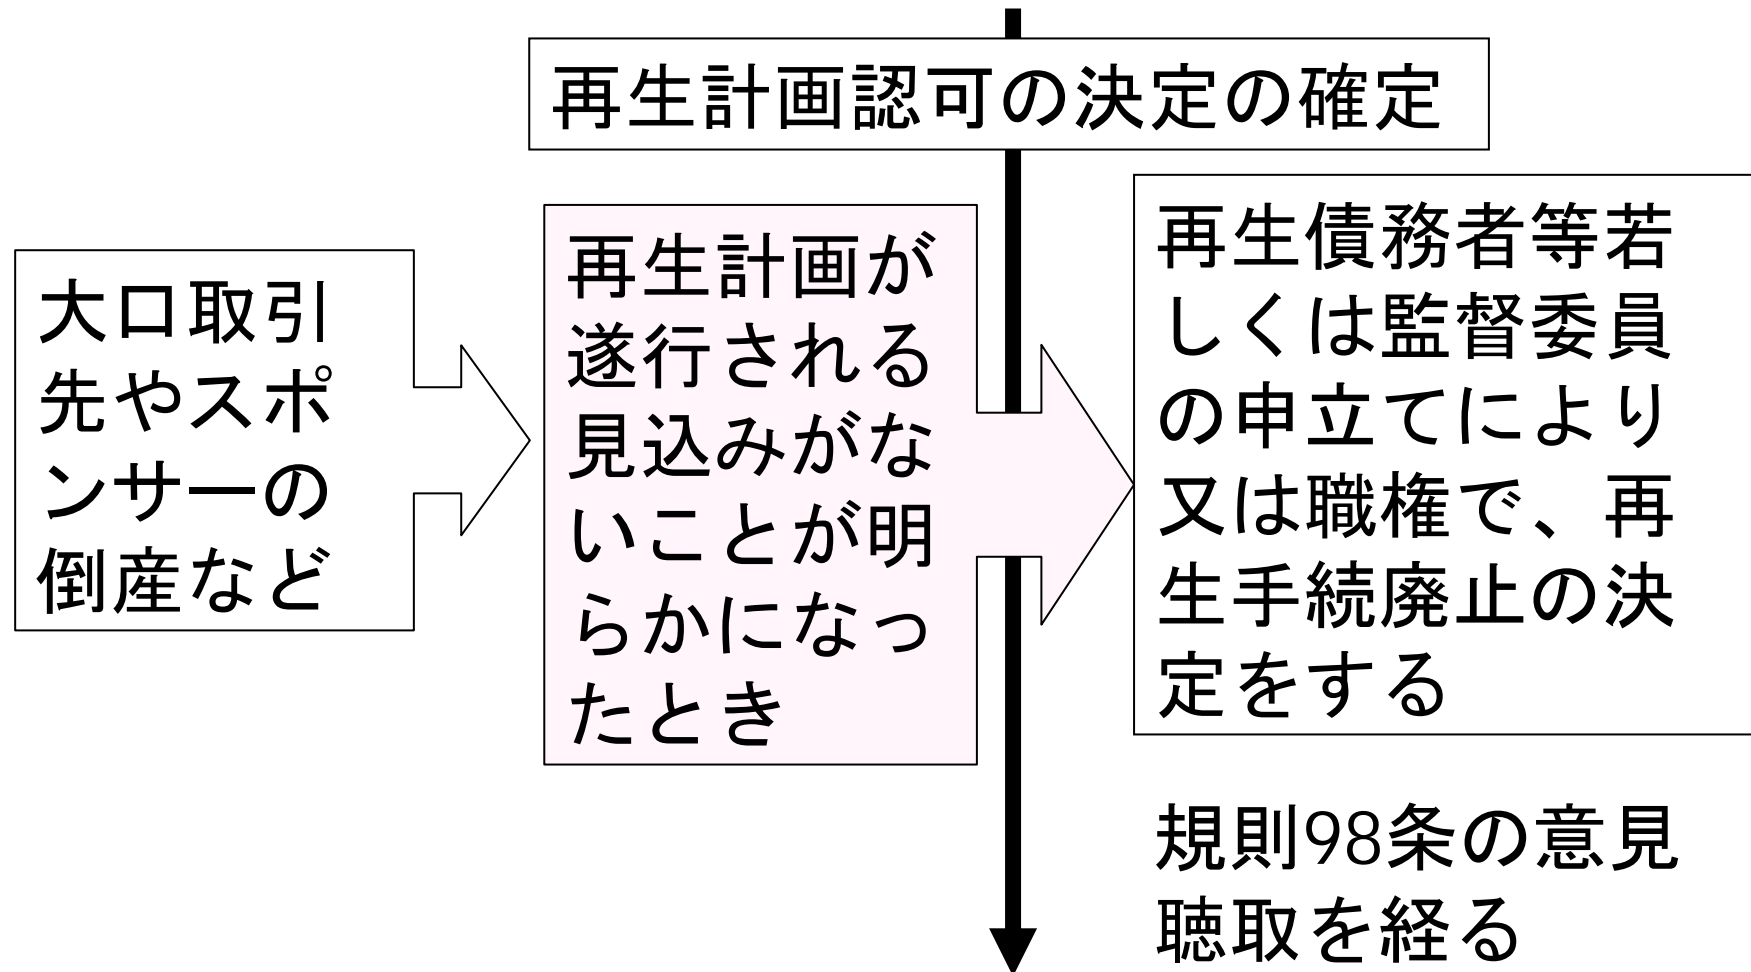 再生計画認可の決定の確定
大口取引
先やスポ
ンサーの
倒産など
再生計画が
遂行される
見込みがな
いことが明
らかになっ
たとき
再生債務者等若
しくは監督委員
の申立てにより
又は職権で、再
生手続廃止の決
定をする
規則98条の意見
聴取を経る